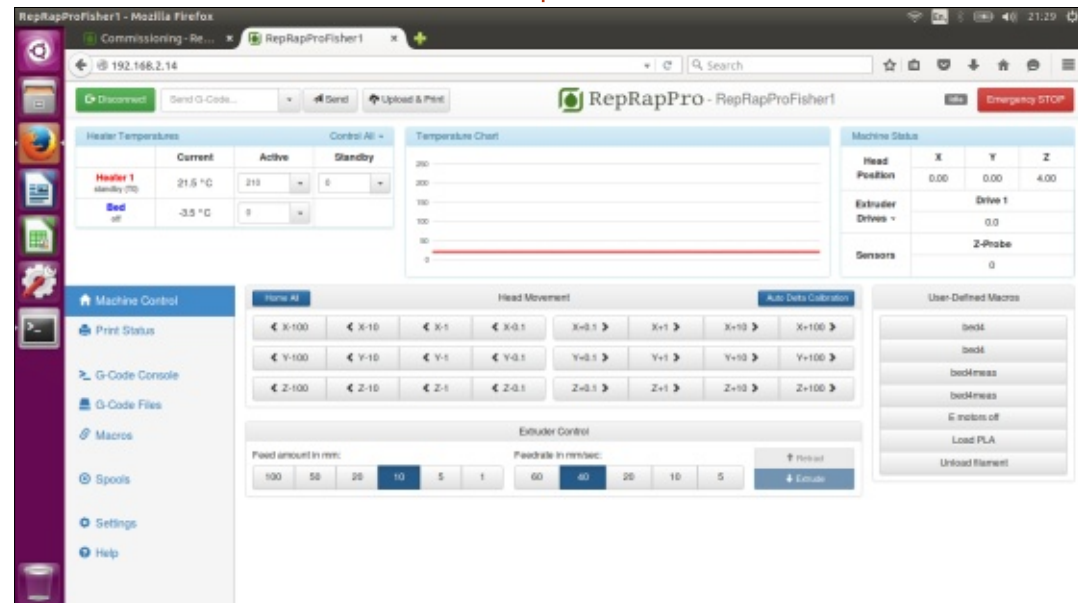 RepRapProFisher1 - Mozilla Firefox
21:29
Commissioning - Re... × RepRapProFisher1 ×
192.168.2.14 Search
Disconnect Send G-Code... Send Upload & Print RepRapPro - RepRapProFisher1 Idle Emergency STOP
Heater Temperatures Control All Temperature Chart Machine Status
Current Active Standby
Heater 1 21.5 °C 210 0
standby (70)
Bed -3.5 °C 0
off
250
200
150
100
50
0
Head Position X Y Z
0.00 0.00 4.00
Extruder Drives Drive 1
0.0
Sensors Z-Probe
0
Machine Control
Print Status
G-Code Console
G-Code Files
Macros
Spools
Settings
Help
Home All Head Movement Auto Delta Calibration
X-100 X-10 X-1 X-0.1 X+0.1 X+1 X+10 X+100
Y-100 Y-10 Y-1 Y-0.1 Y+0.1 Y+1 Y+10 Y+100
Z-100 Z-10 Z-1 Z-0.1 Z+0.1 Z+1 Z+10 Z+100
Extruder Control
Feed amount in mm: Feedrate in mm/sec:
100 50 20 10 5 1 60 40 20 10 5
Retract
Extrude
User-Defined Macros
bed4
bed4
bed4meas
bed4meas
E motors off
Load PLA
Unload filament